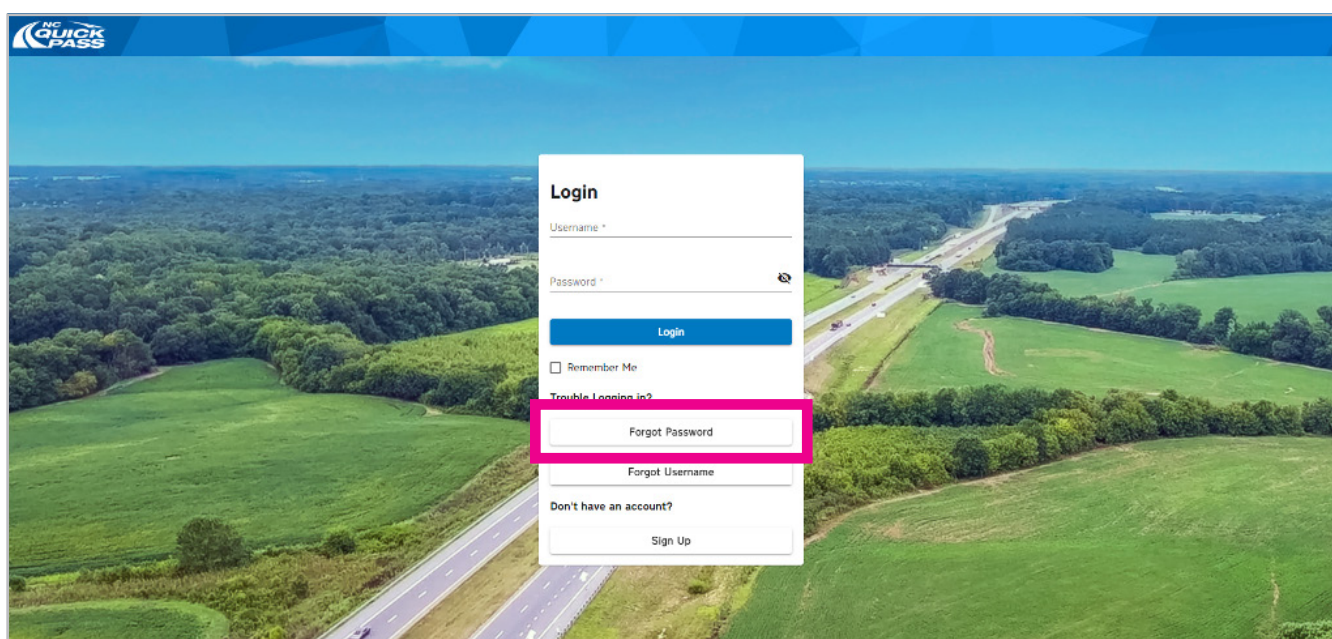 NC
QUICK
PASS
Login
Username *
Password *
Login
Remember Me
Trouble Logging in?
Forgot Password
Forgot Username
Don't have an account?
Sign Up